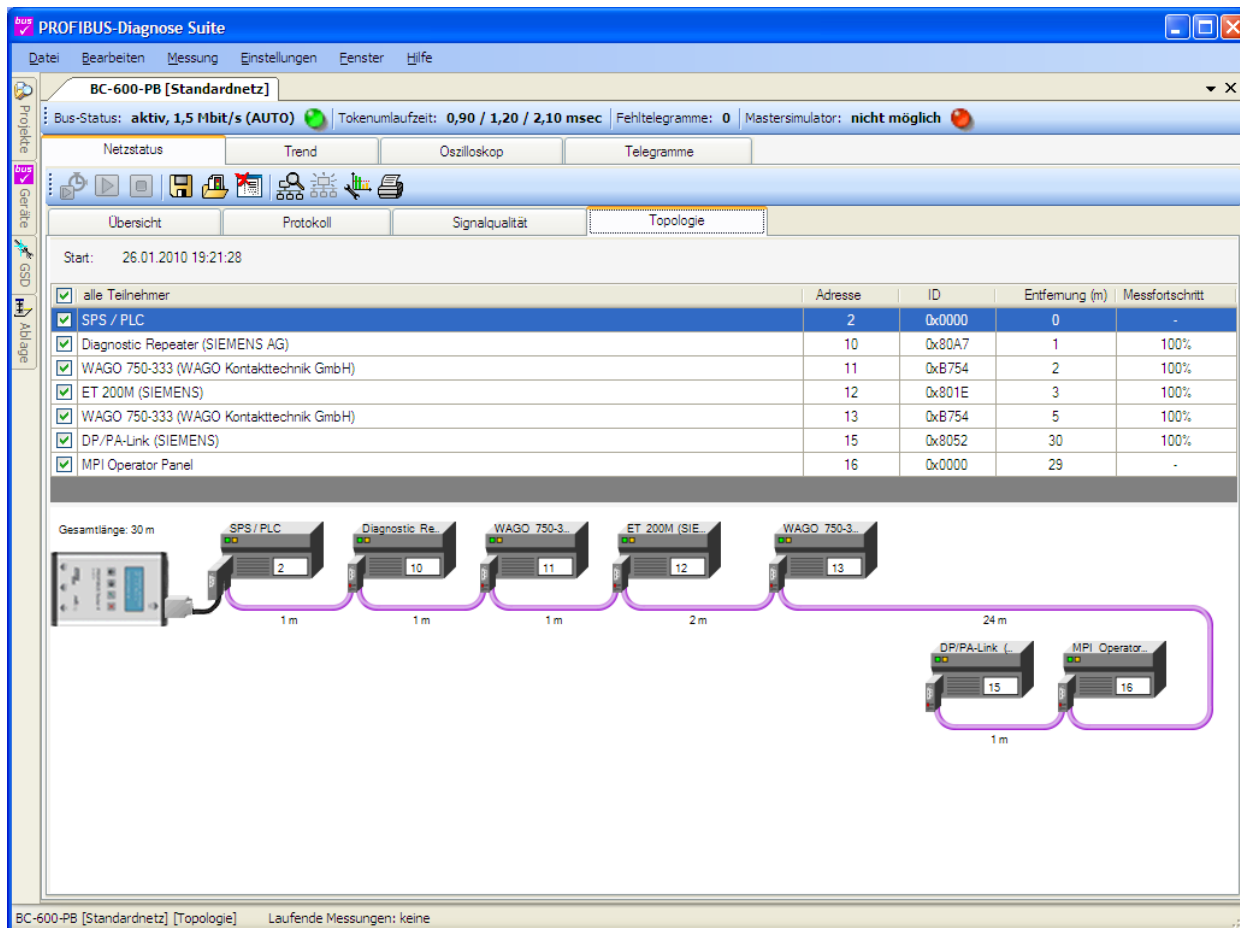 bus PROFIBUS-Diagnose Suite
Datei Bearbeiten Messung Einstellungen Fenster Hilfe
BC-600-PB [Standardnetz]
Bus-Status: aktiv, 1,5 Mbit/s (AUTO) Tokenumlaufzeit: 0,90 / 1,20 / 2,10 msec Fehltelegramme: 0 Mastersimulator: nicht möglich
Projekte
bus Geräte
GSD
Ablage
Netzstatus Trend Oszilloskop Telegramme
Übersicht Protokoll Signalqualität Topologie
Start: 26.01.2010 19:21:28
alle Teilnehmer Adresse ID Entfernung (m) Messfortschritt
SPS / PLC 2 0x0000 0 -
Diagnostic Repeater (SIEMENS AG) 10 0x80A7 1 100%
WAGO 750-333 (WAGO Kontakttechnik GmbH) 11 0xB754 2 100%
ET 200M (SIEMENS) 12 0x801E 3 100%
WAGO 750-333 (WAGO Kontakttechnik GmbH) 13 0xB754 5 100%
DP/PA-Link (SIEMENS) 15 0x8052 30 100%
MPI Operator Panel 16 0x0000 29 -
Gesamtlänge: 30 m SPS / PLC Diagnostic Re... WAGO 750-3... ET 200M (SIE... WAGO 750-3...
2 10 11 12 13
1 m 1 m 1 m 2 m 24 m
DP/PA-Link (... MPI Operator...
15 16
1 m
BC-600-PB [Standardnetz] [Topologie] Laufende Messungen: keine